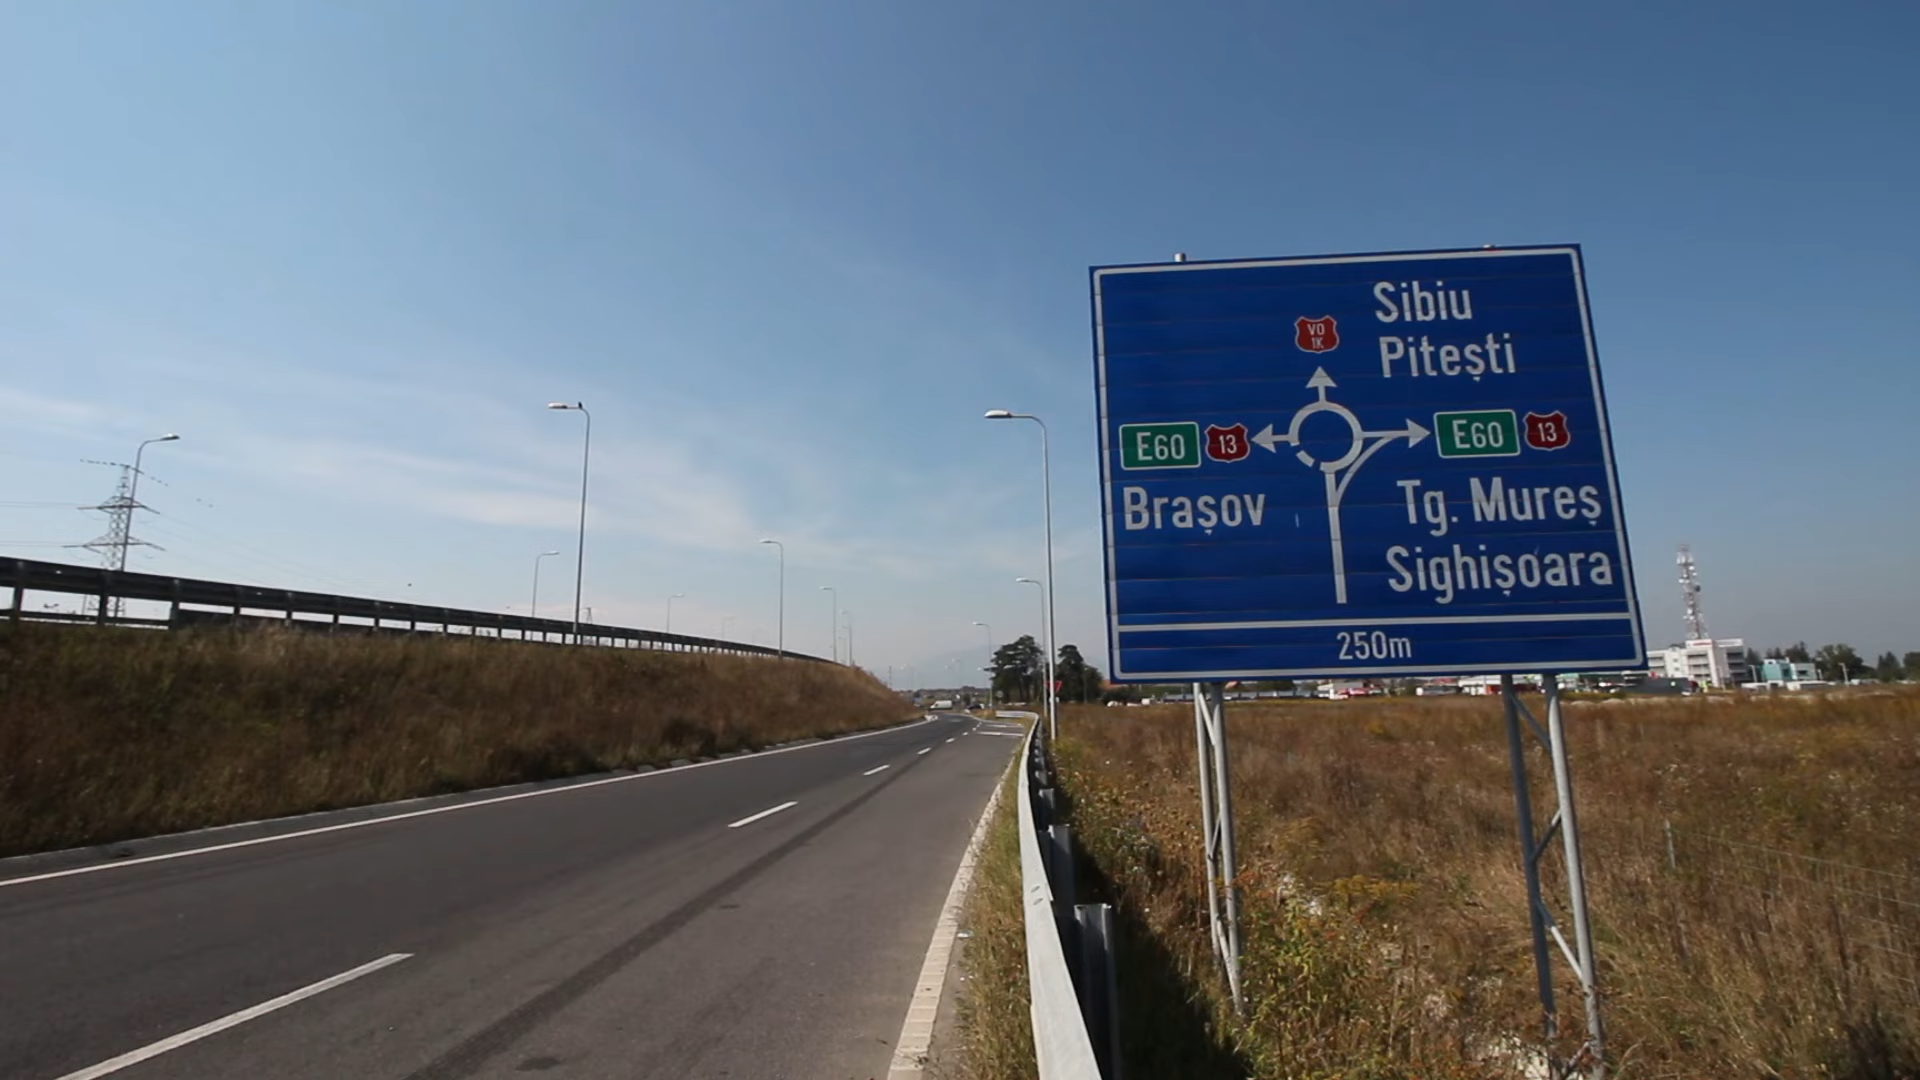 Sibiu
VO
1K
Pitești
E60 13
E60 13
Brașov
Tg. Mureș
Sighișoara
250m